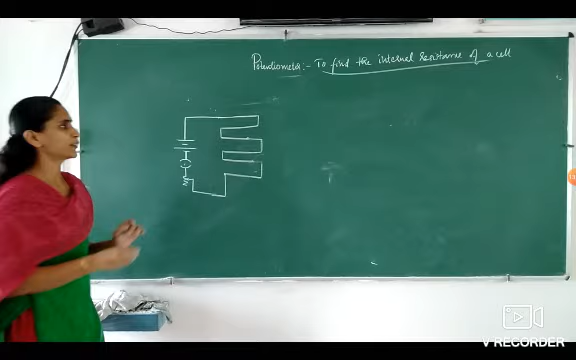 Potentiometer :- To find the internal resistance of a cell
V RECORDER